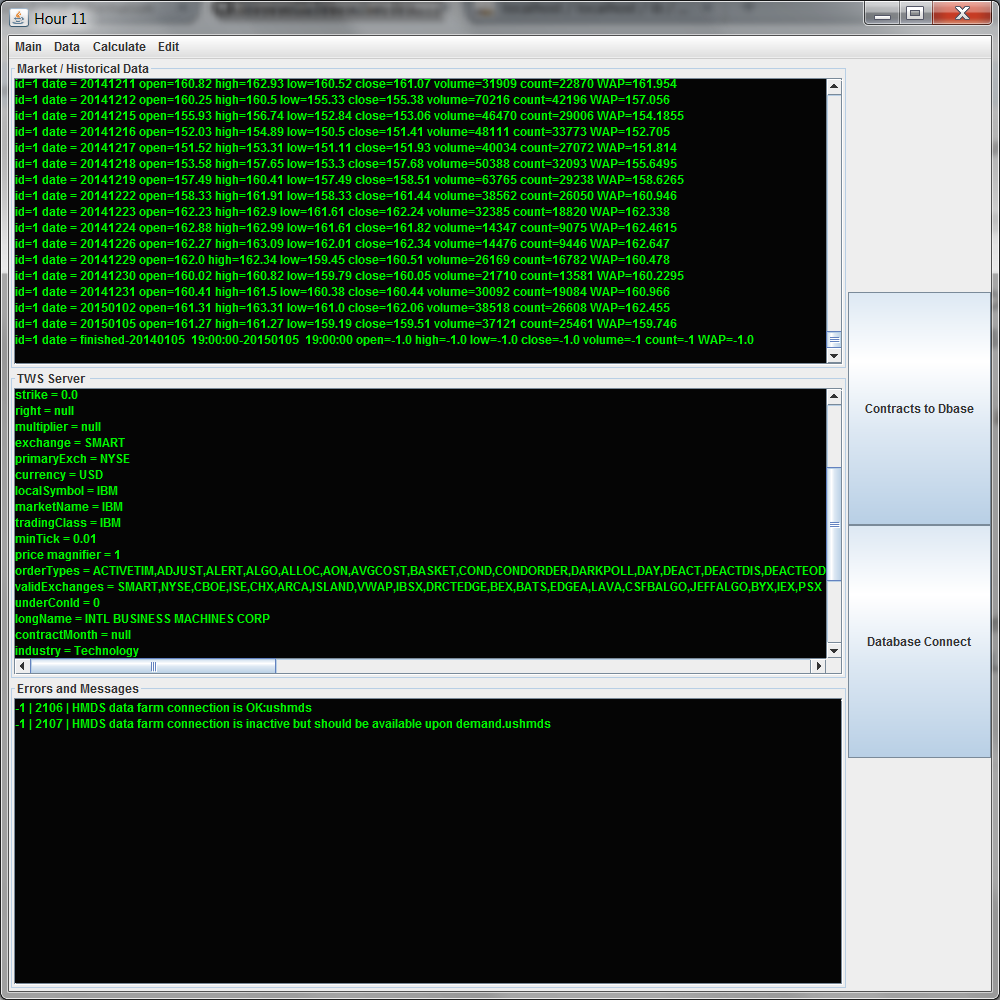 Hour 11
Main Data Calculate Edit
Market / Historical Data
id=1 date = 20141211 open=160.82 high=162.93 low=160.52 close=161.07 volume=31909 count=22870 WAP=161.954
id=1 date = 20141212 open=160.25 high=160.5 low=155.33 close=155.38 volume=70216 count=42196 WAP=157.056
id=1 date = 20141215 open=155.93 high=156.74 low=152.84 close=153.06 volume=46470 count=29006 WAP=154.1855
id=1 date = 20141216 open=152.03 high=154.89 low=150.5 close=151.41 volume=48111 count=33773 WAP=152.705
id=1 date = 20141217 open=151.52 high=153.31 low=151.11 close=151.93 volume=40034 count=27072 WAP=151.814
id=1 date = 20141218 open=153.58 high=157.65 low=153.3 close=157.68 volume=50388 count=32093 WAP=155.6495
id=1 date = 20141219 open=157.49 high=160.41 low=157.49 close=158.51 volume=63765 count=29238 WAP=158.6265
id=1 date = 20141222 open=158.33 high=161.91 low=158.33 close=161.44 volume=38562 count=26050 WAP=160.946
id=1 date = 20141223 open=162.23 high=162.9 low=161.61 close=162.24 volume=32385 count=18820 WAP=162.338
id=1 date = 20141224 open=162.88 high=162.99 low=161.61 close=161.82 volume=14347 count=9075 WAP=162.4615
id=1 date = 20141226 open=162.27 high=163.09 low=162.01 close=162.34 volume=14476 count=9446 WAP=162.647
id=1 date = 20141229 open=162.0 high=162.34 low=159.45 close=160.51 volume=26169 count=16782 WAP=160.478
id=1 date = 20141230 open=160.02 high=160.82 low=159.79 close=160.05 volume=21710 count=13581 WAP=160.2295
id=1 date = 20141231 open=160.41 high=161.5 low=160.38 close=160.44 volume=30092 count=19084 WAP=160.966
id=1 date = 20150102 open=161.31 high=163.31 low=161.0 close=162.06 volume=38518 count=26608 WAP=162.455
id=1 date = 20150105 open=161.27 high=161.27 low=159.19 close=159.51 volume=37121 count=25461 WAP=159.746
id=1 date = finished-20140105  19:00:00-20150105  19:00:00 open=-1.0 high=-1.0 low=-1.0 close=-1.0 volume=-1 count=-1 WAP=-1.0
TWS Server
strike = 0.0
right = null
multiplier = null
exchange = SMART
primaryExch = NYSE
currency = USD
localSymbol = IBM
marketName = IBM
tradingClass = IBM
minTick = 0.01
price magnifier = 1
orderTypes = ACTIVETIM,ADJUST,ALERT,ALGO,ALLOC,AON,AVGCOST,BASKET,COND,CONDORDER,DARKPOLL,DAY,DEACT,DEACTDIS,DEACTEOD
validExchanges = SMART,NYSE,CBOE,ISE,CHX,ARCA,ISLAND,VWAP,IBSX,DRCTEDGE,BEX,BATS,EDGEA,LAVA,CSFBALGO,JEFFALGO,BYX,IEX,PSX
underConId = 0
longName = INTL BUSINESS MACHINES CORP
contractMonth = null
industry = Technology
Errors and Messages
-1 | 2106 | HMDS data farm connection is OK:ushmds
-1 | 2107 | HMDS data farm connection is inactive but should be available upon demand.ushmds
Contracts to Dbase
Database Connect